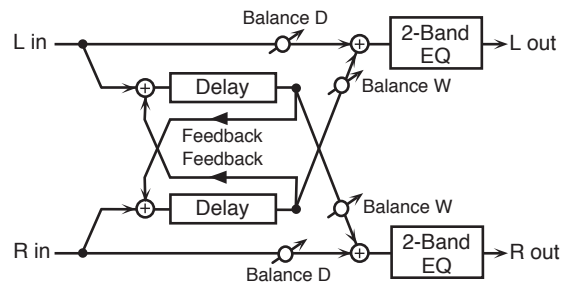 Balance D
L in
2-Band
EQ
L out
Delay
Balance W
Feedback
Feedback
Delay
Balance W
R in
2-Band
EQ
R out
Balance D